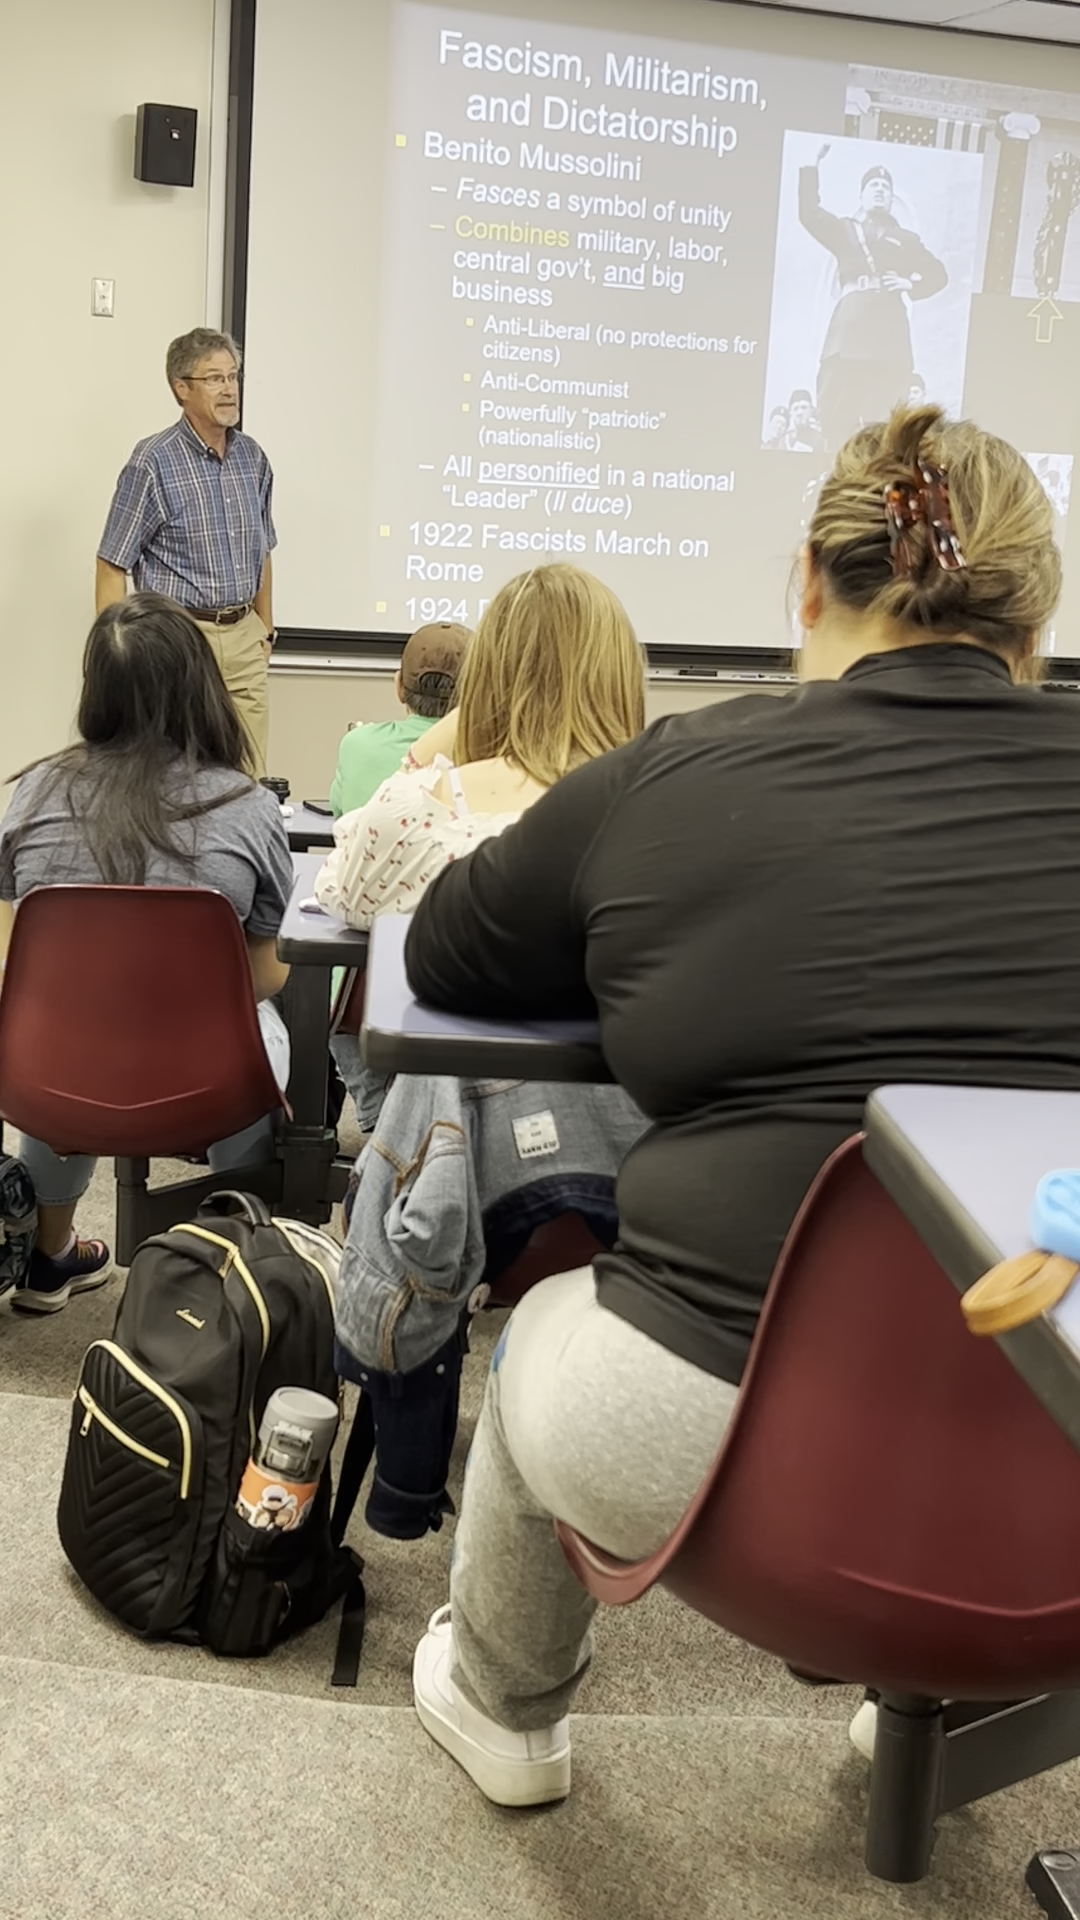 Fascism, Militarism,
and Dictatorship
Benito Mussolini
– Fasces a symbol of unity
– Combines military, labor,
central gov't, and big
business
Anti-Liberal (no protections for
citizens)
Anti-Communist
Powerfully "patriotic"
(nationalistic)
– All personified in a national
"Leader" (Il duce)
1922 Fascists March on
Rome
1924